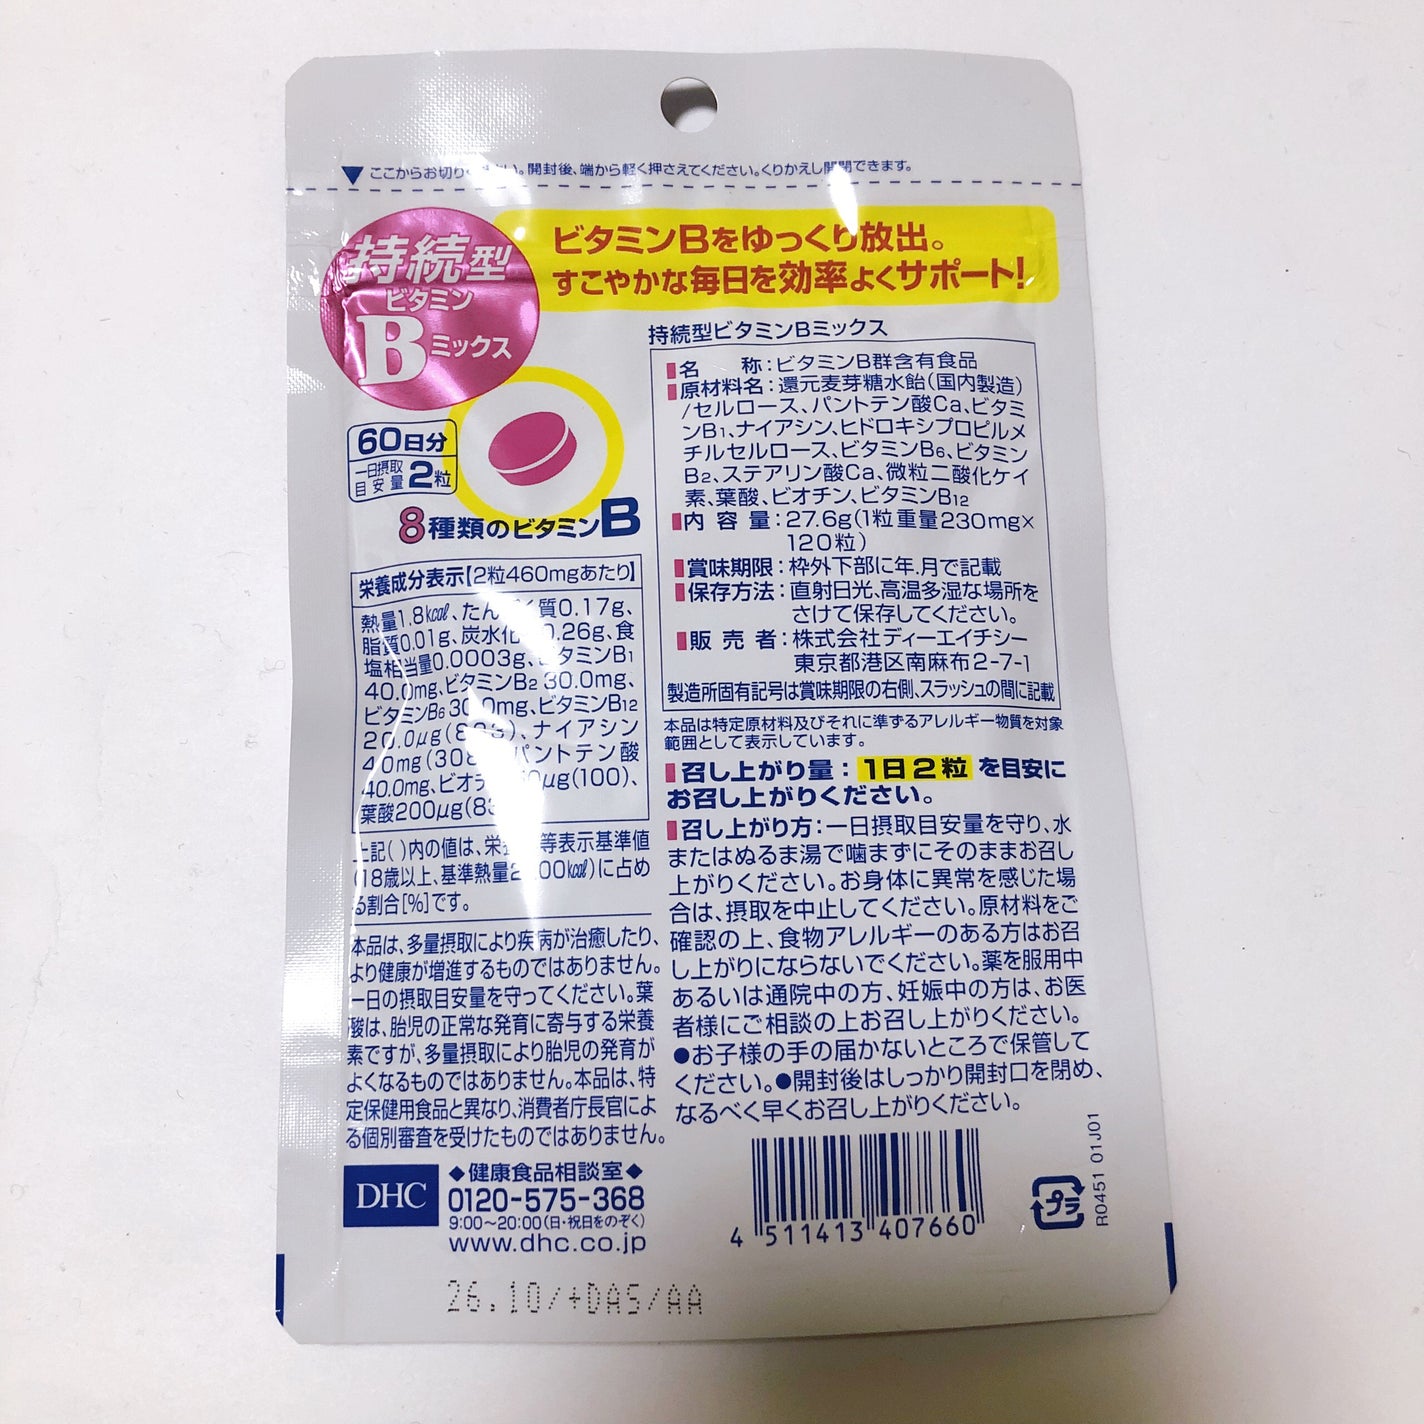 ▼ここからお切りください。開封後、端から軽く押さえてください。くりかえし開閉できます。
持続型
ビタミン
Bミックス
ビタミンBをゆっくり放出。
すこやかな毎日を効率よくサポート!
60日分
一日摂取目安量 2粒
8種類のビタミンB
栄養成分表示[2粒460mgあたり]
熱量1.8kcal、たんぱく質0.17g、
脂質0.01g、炭水化 0.26g、食
塩相当量0.0003g、ビタミンB1
40.0mg、ビタミンB2 30.0mg、
ビタミンB6 30.0mg、ビタミンB12
20.0μg( )、ナイアシン
40mg(308 パントテン酸
40.0mg、ビオチ μg(100)、
葉酸200μg(83
上記( )内の値は、栄養 等表示基準値
(18歳以上、基準熱量2, 00kcal)に占め
る割合[%]です。
本品は、多量摂取により疾病が治癒したり、
より健康が増進するものではありません。
一日の摂取目安量を守ってください。葉
酸は、胎児の正常な発育に寄与する栄養
素ですが、多量摂取により胎児の発育が
よくなるものではありません。本品は、特
定保健用食品と異なり、消費者庁長官によ
る個別審査を受けたものではありません。
DHC
◆健康食品相談室◆
0120-575-368
9:00~20:00(日・祝日をのぞく)
www.dhc.co.jp
26.10/+DAS/AA
持続型ビタミンBミックス
名 称:ビタミンB群含有食品
原材料名:還元麦芽糖水飴(国内製造)
/セルロース、パントテン酸Ca、ビタミ
ンB1、ナイアシン、ヒドロキシプロピルメ
チルセルロース、ビタミンB6、ビタミン
B2、ステアリン酸Ca、微粒二酸化ケイ
素、葉酸、ビオチン、ビタミンB12
内 容 量:27.6g(1粒重量230mg×
120粒)
賞味期限:枠外下部に年.月で記載
保存方法:直射日光、高温多湿な場所を
さけて保存してください。
販 売 者:株式会社ディーエイチシー
東京都港区南麻布2-7-1
製造所固有記号は賞味期限の右側、スラッシュの間に記載
本品は特定原材料及びそれに準ずるアレルギー物質を対象
範囲として表示しています。
召し上がり量:1日2粒を目安に
お召し上がりください。
召し上がり方:一日摂取目安量を守り、水
またはぬるま湯で噛まずにそのままお召し
上がりください。お身体に異常を感じた場
合は、摂取を中止してください。原材料をご
確認の上、食物アレルギーのある方はお召
し上がりにならないでください。薬を服用中
あるいは通院中の方、妊娠中の方は、お医
者様にご相談の上お召し上がりください。
●お子様の手の届かないところで保管して
ください。●開封後はしっかり開封口を閉め、
なるべく早くお召し上がりください。
4 511413 407660
プラ
R0451 01J01